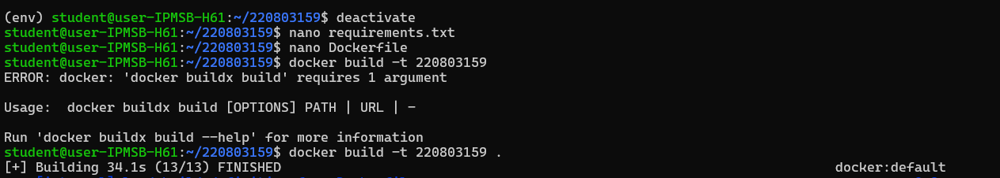 (env) student@user-IPMSB-H61:~/220803159$ deactivate
student@user-IPMSB-H61:~/220803159$ nano requirements.txt
student@user-IPMSB-H61:~/220803159$ nano Dockerfile
student@user-IPMSB-H61:~/220803159$ docker build -t 220803159
ERROR: docker: 'docker buildx build' requires 1 argument
Usage:  docker buildx build [OPTIONS] PATH | URL | -
Run 'docker buildx build --help' for more information
student@user-IPMSB-H61:~/220803159$ docker build -t 220803159 .
[+] Building 34.1s (13/13) FINISHED docker:default